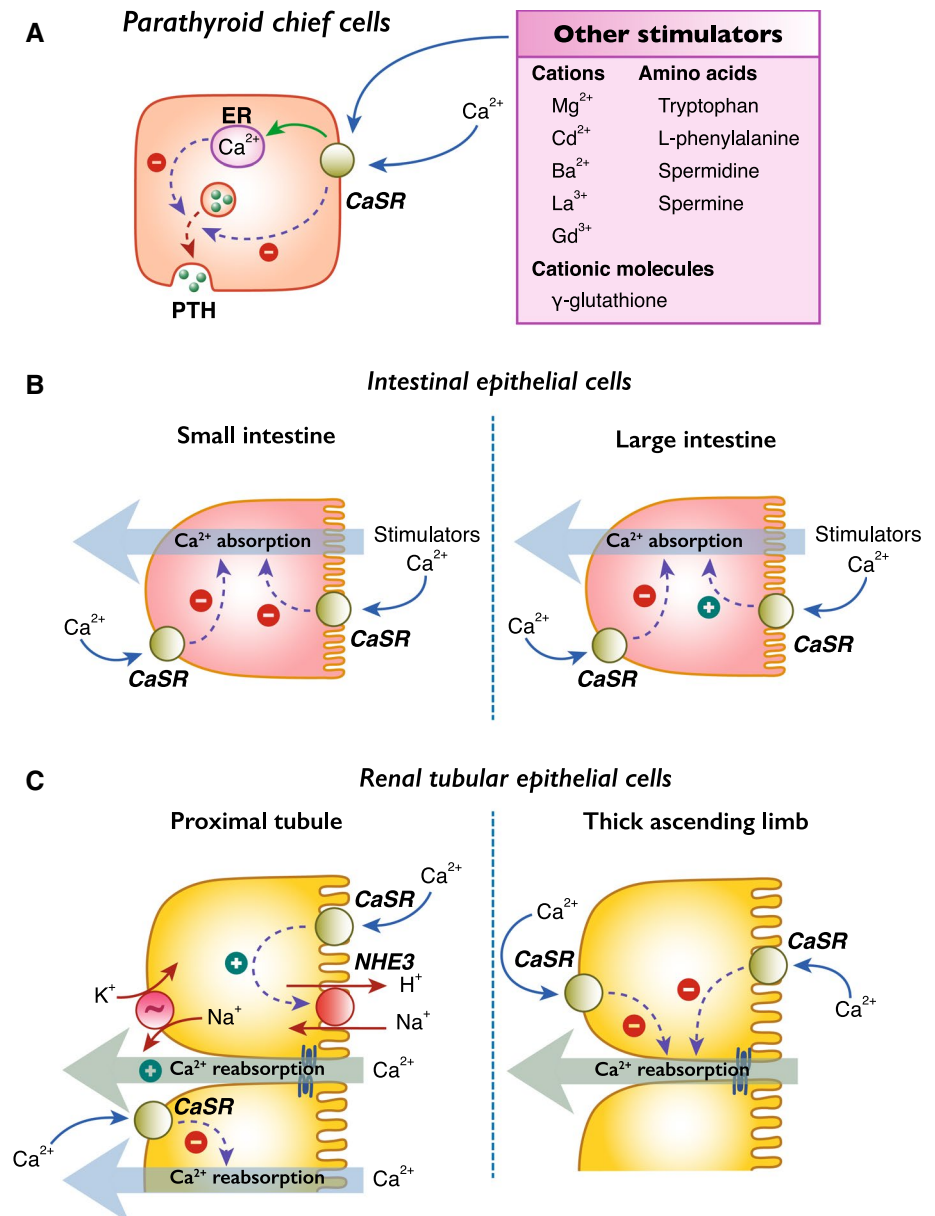 A
Parathyroid chief cells
ER
Ca²⁺
−
−
PTH
CaSR
Ca²⁺
Other stimulators
Cations Amino acids
Mg²⁺ Tryptophan
Cd²⁺ L-phenylalanine
Ba²⁺ Spermidine
La³⁺ Spermine
Gd³⁺
Cationic molecules
γ-glutathione
B
Intestinal epithelial cells
Small intestine
Ca²⁺ absorption
Stimulators
Ca²⁺
−
−
Ca²⁺
CaSR
CaSR
Large intestine
Ca²⁺ absorption
Stimulators
Ca²⁺
−
+
Ca²⁺
CaSR
CaSR
C
Renal tubular epithelial cells
Proximal tubule
Ca²⁺
CaSR
+
NHE3
H⁺
K⁺
~
Na⁺
Na⁺
+ Ca²⁺ reabsorption Ca²⁺
CaSR
−
Ca²⁺
Ca²⁺ reabsorption Ca²⁺
Thick ascending limb
Ca²⁺
CaSR
CaSR
−
−
Ca²⁺
Ca²⁺ reabsorption